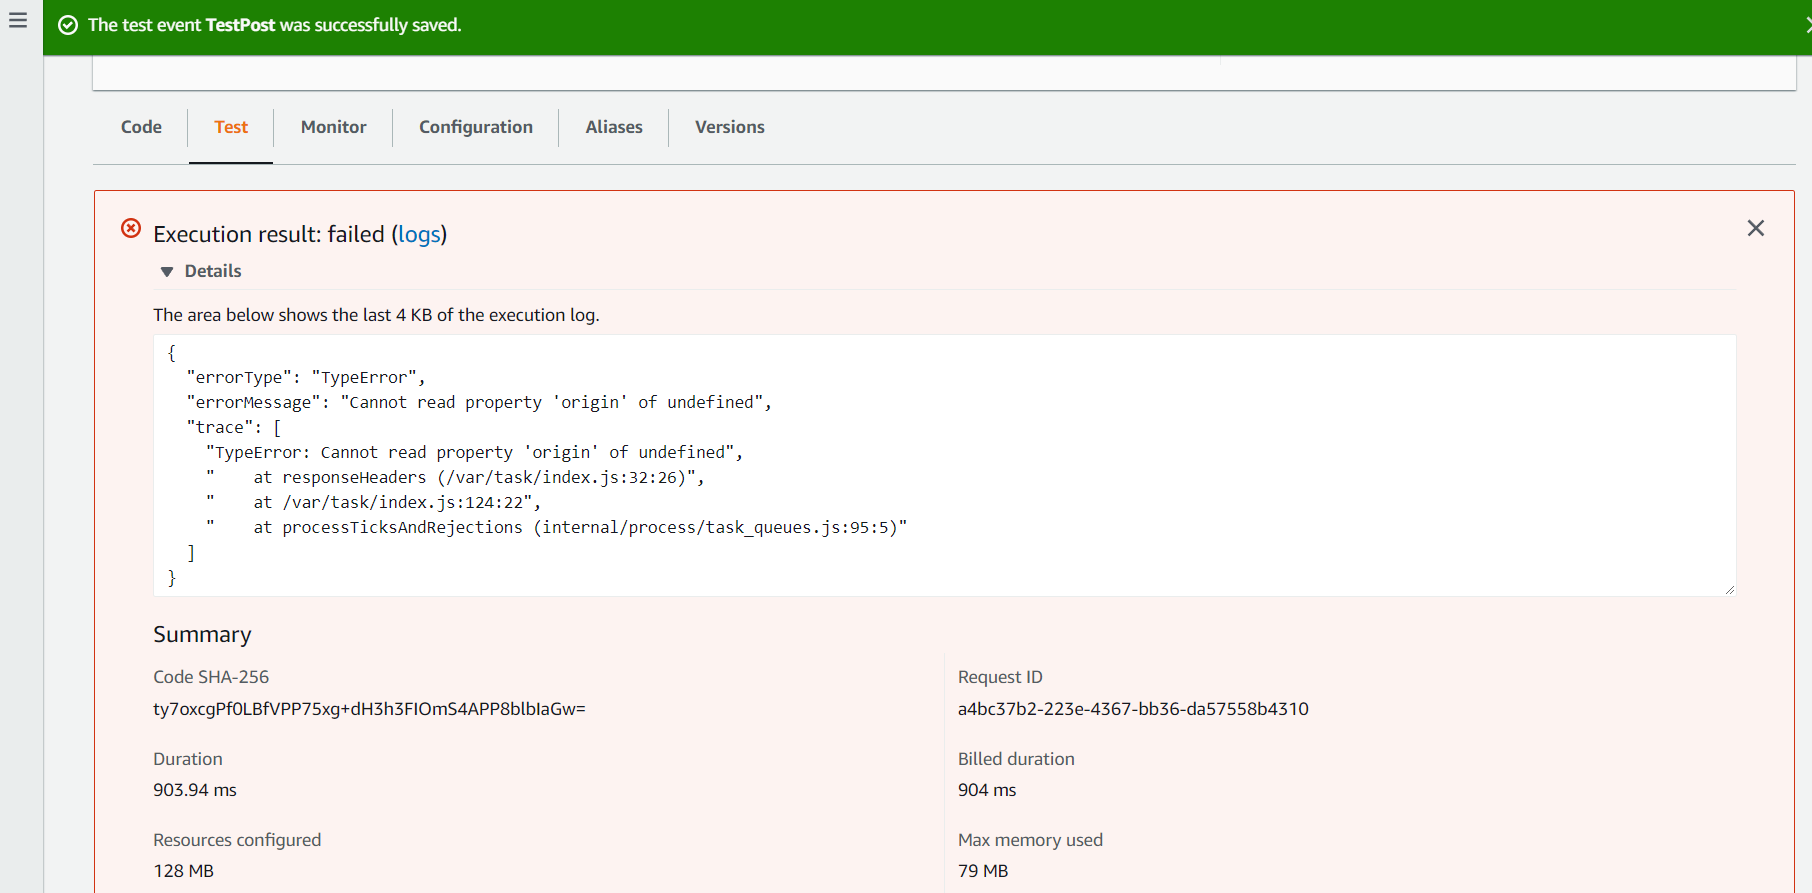 The test event TestPost was successfully saved.
Code Test Monitor Configuration Aliases Versions
Execution result: failed (logs)
Details
The area below shows the last 4 KB of the execution log.
{
"errorType": "TypeError",
"errorMessage": "Cannot read property 'origin' of undefined",
"trace": [
"TypeError: Cannot read property 'origin' of undefined",
"    at responseHeaders (/var/task/index.js:32:26)",
"    at /var/task/index.js:124:22",
"    at processTicksAndRejections (internal/process/task_queues.js:95:5)"
]
}
Summary
Code SHA-256
ty7oxcgPf0LBfVPP75xg+dH3h3FIOmS4APP8blbIaGw=
Request ID
a4bc37b2-223e-4367-bb36-da57558b4310
Duration
903.94 ms
Billed duration
904 ms
Resources configured
128 MB
Max memory used
79 MB